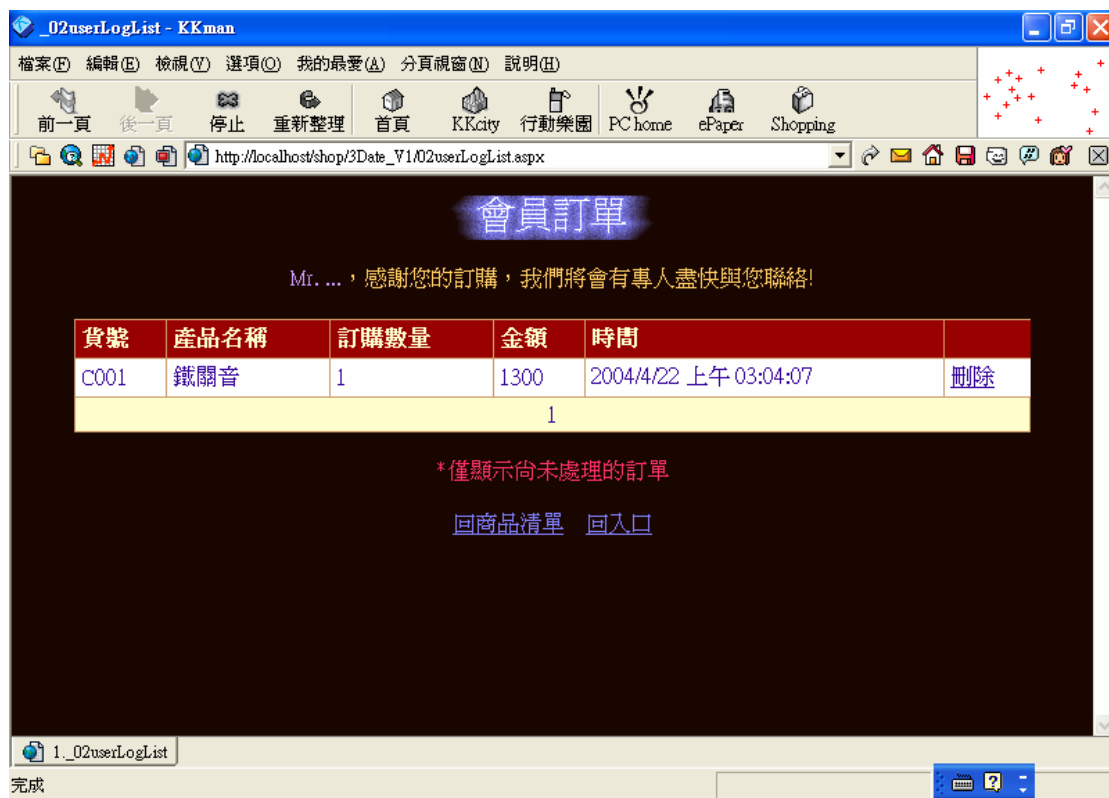 _02userLogList - KKman
檔案(F) 編輯(E) 檢視(V) 選項(O) 我的最愛(A) 分頁視窗(N) 說明(H)
前一頁 後一頁 停止 重新整理 首頁 KKcity 行動樂園 PChome ePaper Shopping
http://localhost/shop/3Date_V1/02userLogList.aspx
會員訂單
Mr. ...，感謝您的訂購，我們將會有專人盡快與您聯絡!
貨號 產品名稱 訂購數量 金額 時間
C001 鐵關音 1 1300 2004/4/22 上午 03:04:07 刪除
1
*僅顯示尚未處理的訂單
回商品清單 回入口
1._02userLogList
完成